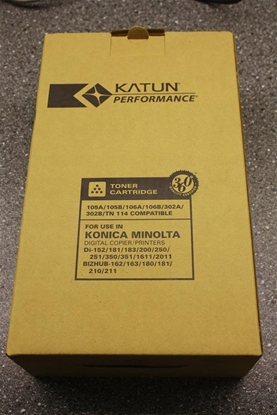 KATUN
PERFORMANCE
TONER
CARTRIDGE
30
105A/105B/106A/106B/302A/
302B/TN 114 COMPATIBLE
FOR USE IN
KONICA MINOLTA
DIGITAL COPIER/PRINTERS
Di-152/181/183/200/250/
251/350/351/1611/2011
BIZHUB-162/163/180/181/
210/211